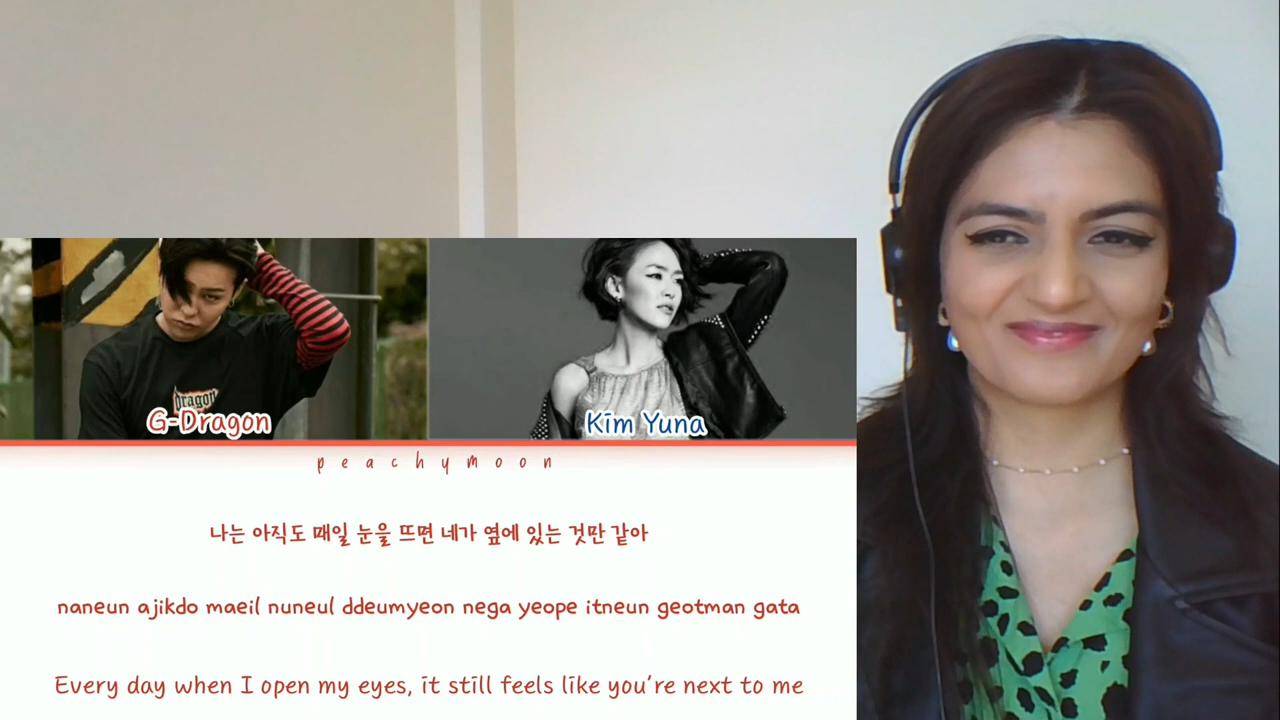 dragon
G-Dragon
Kim Yuna
peachymoon
나는 아직도 매일 눈을 뜨면 네가 옆에 있는 것만 같아
naneun ajikdo maeil nuneul ddeumyeon nega yeope itneun geotman gata
Every day when I open my eyes, it still feels like you're next to me